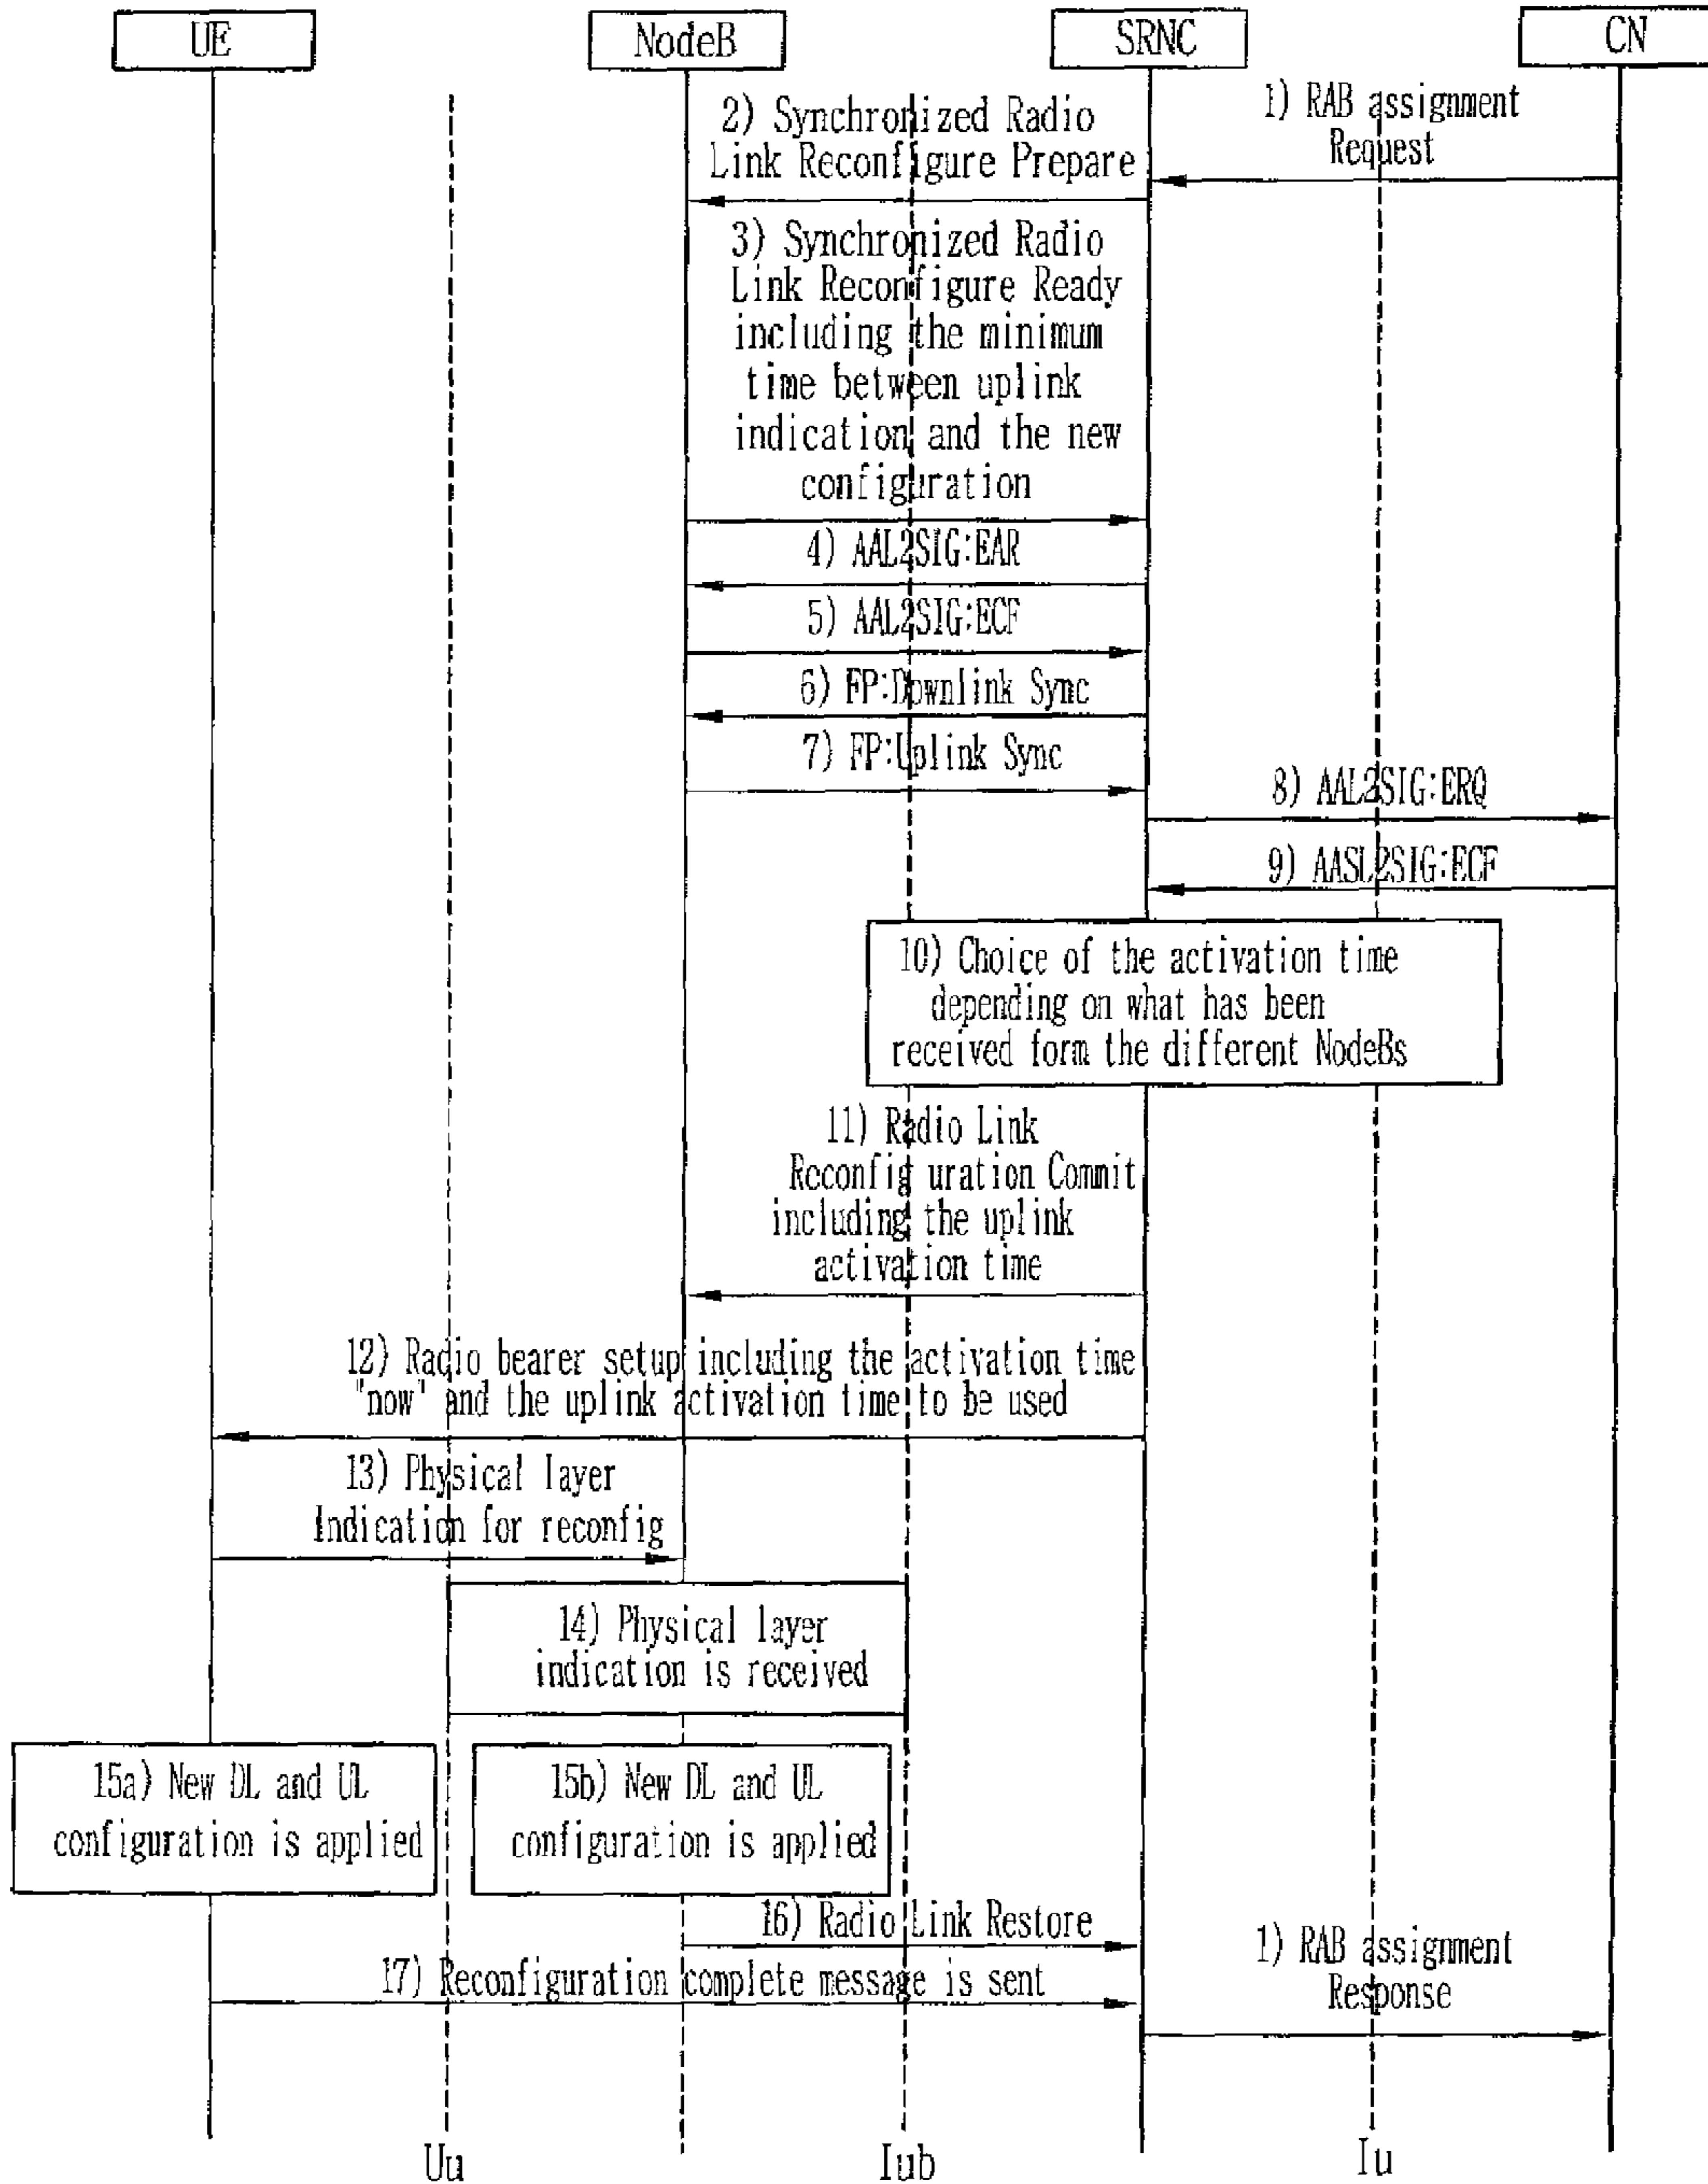 UE
NodeB
SRNC
CN
1) RAB assignment
Request
2) Synchronized Radio
Link Reconfigure Prepare
3) Synchronized Radio
Link Reconfigure Ready
including the minimum
time between uplink
indication and the new
configuration
4) AAL2SIG:EAR
5) AAL2SIG:ECF
6) FP:Downlink Sync
7) FP:Uplink Sync
8) AAL2SIG:ERQ
9) AASL2SIG:ECF
10) Choice of the activation time
depending on what has been
received form the different NodeBs
11) Radio Link
Reconfig uration Commit
including the uplink
activation time
12) Radio bearer setup including the activation time
"now" and the uplink activation time to be used
13) Physical layer
Indication for reconfig
14) Physical layer
indication is received
15a) New DL and UL
configuration is applied
15b) New DL and UL
configuration is applied
16) Radio Link Restore
17) Reconfiguration complete message is sent
1) RAB assignment
Response
Uu
Iub
Iu